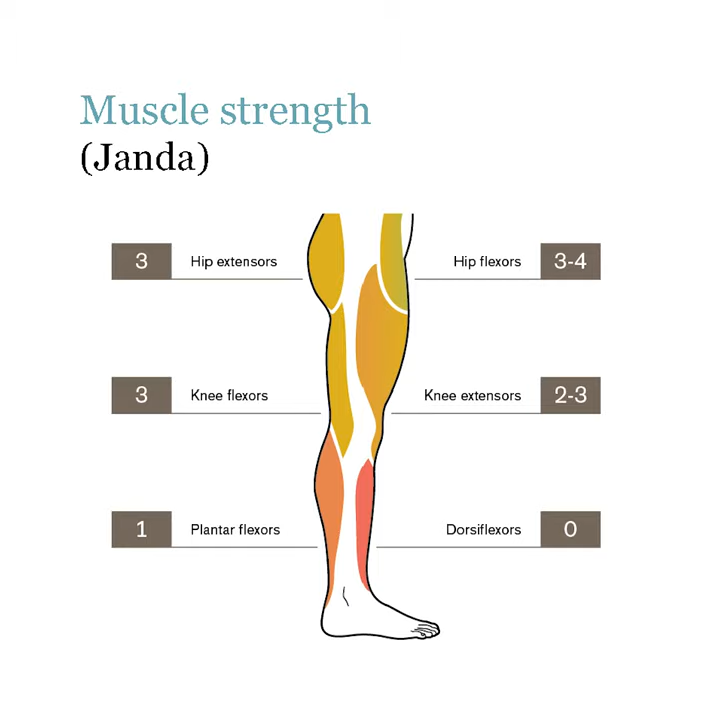 Muscle strength
(Janda)
3 Hip extensors
Hip flexors 3-4
3 Knee flexors
Knee extensors 2-3
1 Plantar flexors
Dorsiflexors 0